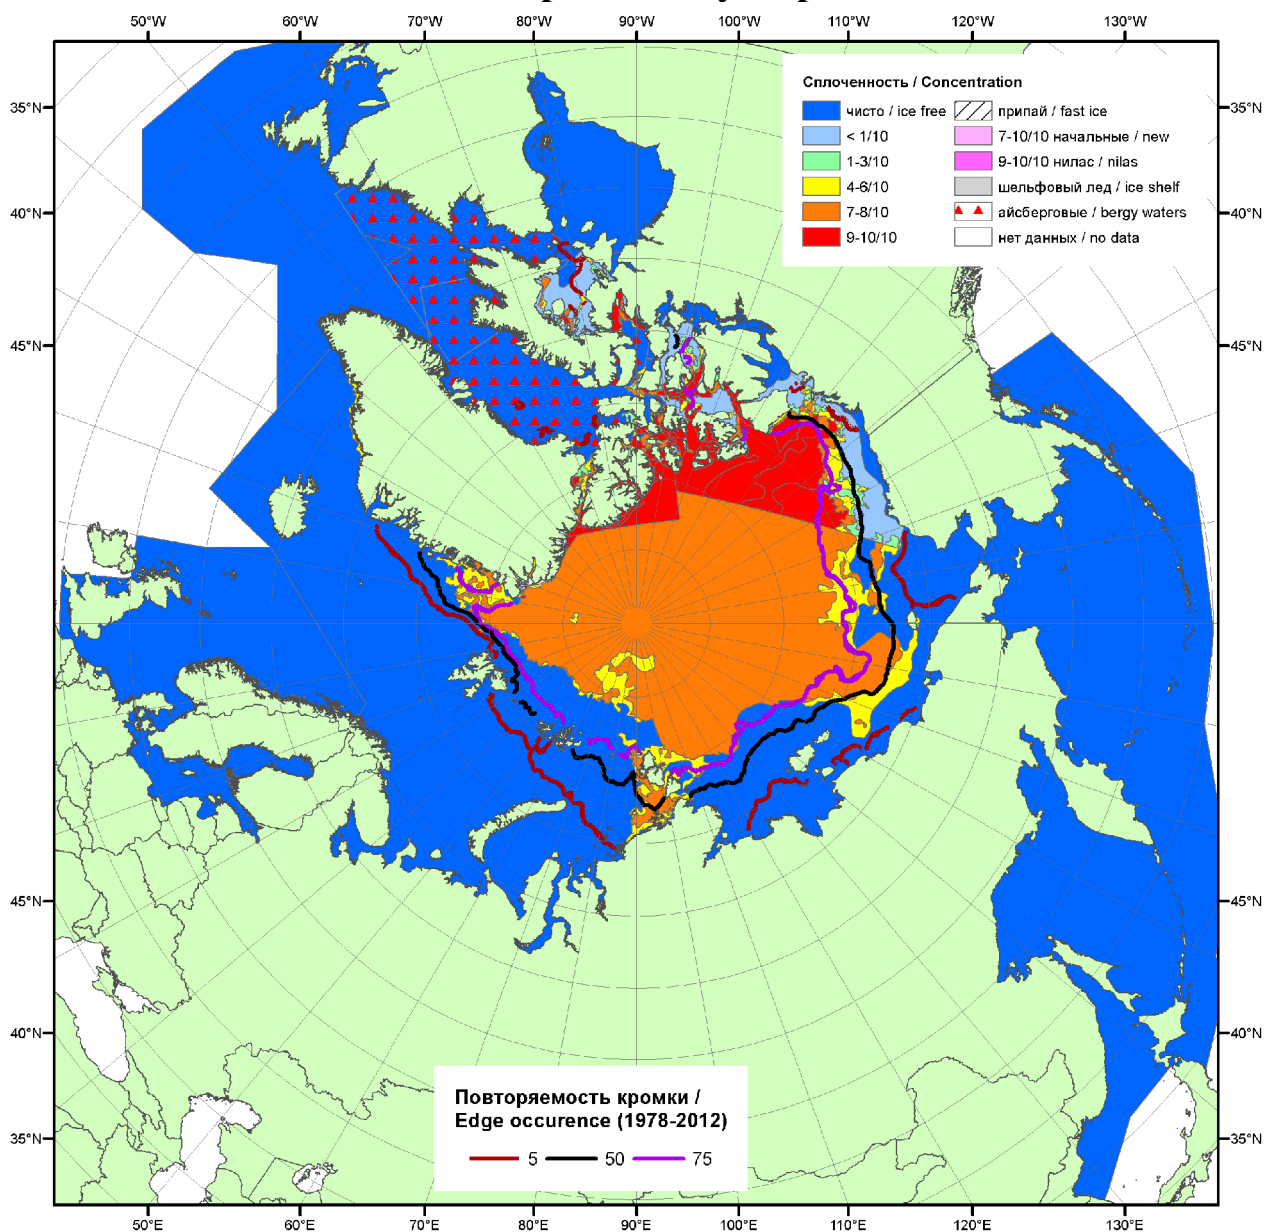 50°W 60°W 70°W 80°W 90°W 100°W 110°W 120°W 130°W
Сплоченность / Concentration
чисто / ice free
< 1/10
1-3/10
4-6/10
7-8/10
9-10/10
припай / fast ice
7-10/10 начальные / new
9-10/10 нилас / nilas
шельфовый лед / ice shelf
айсберговые / bergy waters
нет данных / no data
35°N 35°N
40°N 40°N
45°N 45°N
45°N 45°N
40°N 40°N
35°N 35°N
Повторяемость кромки /
Edge occurence (1978-2012)
5 50 75
50°E 60°E 70°E 80°E 90°E 100°E 110°E 120°E 130°E